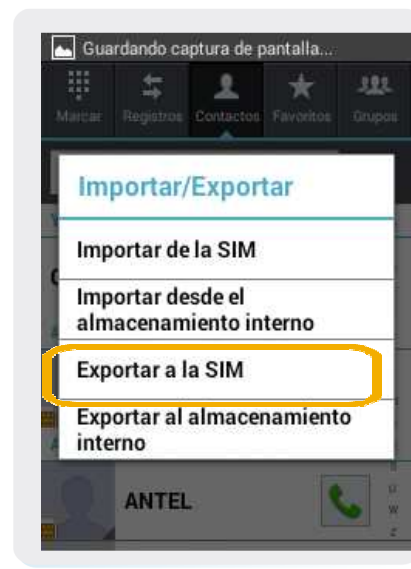 Guardando captura de pantalla...
Marcar Registros Contactos Favoritos Grupos
Importar/Exportar
Importar de la SIM
Importar desde el
almacenamiento interno
Exportar a la SIM
Exportar al almacenamiento
interno
ANTEL
u
w
z